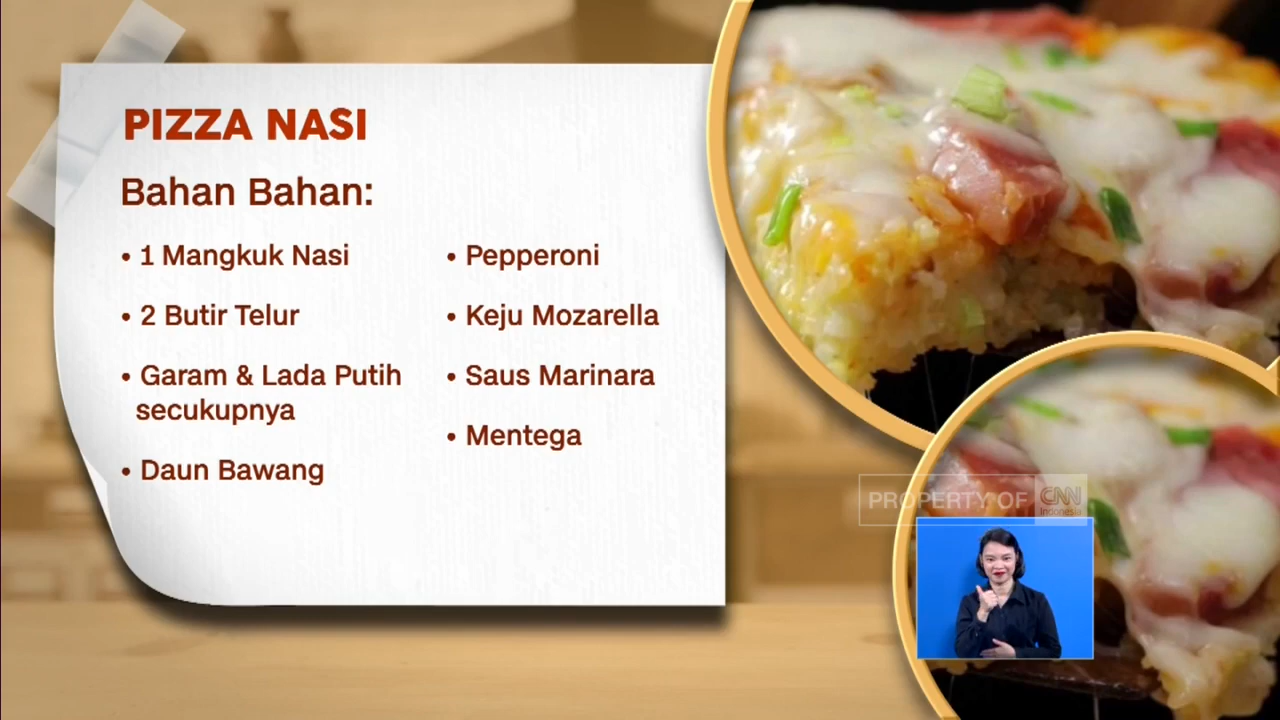 PIZZA NASI
Bahan Bahan:
• 1 Mangkuk Nasi
• 2 Butir Telur
• Garam & Lada Putih
secukupnya
• Daun Bawang
• Pepperoni
• Keju Mozarella
• Saus Marinara
• Mentega
PROPERTY OF CNN
Indonesia